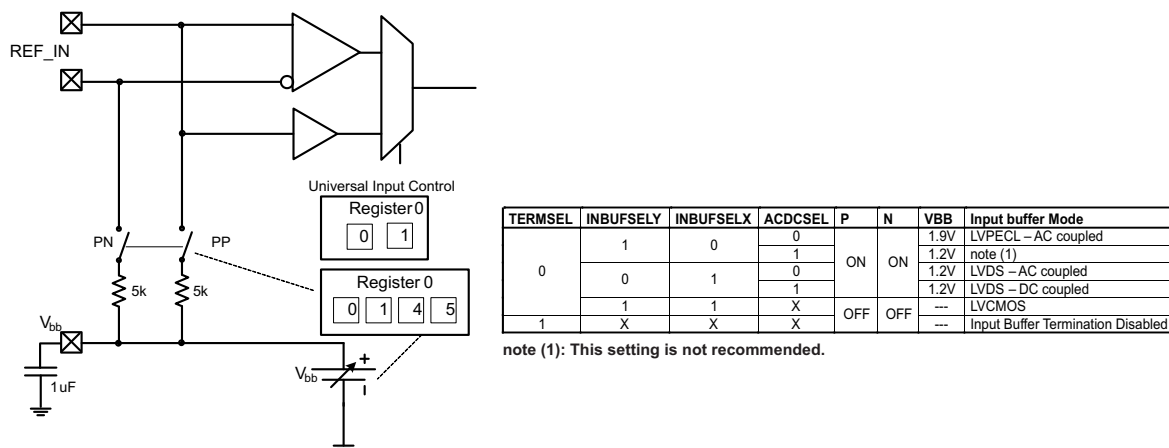 REF_IN
Universal Input Control
Register 0
0 1
PN
PP
Register 0
0 1 4 5
5k
5k
Vbb
1uF
Vbb
+
TERMSEL INBUFSELY INBUFSELX ACDCSEL P N VBB Input buffer Mode
0 1 0 0 ON ON 1.9V LVPECL – AC coupled
1 1.2V note (1)
0 1 0 1.2V LVDS – AC coupled
1 1.2V LVDS – DC coupled
1 1 X OFF OFF --- LVCMOS
1 X X X --- Input Buffer Termination Disabled
note (1): This setting is not recommended.